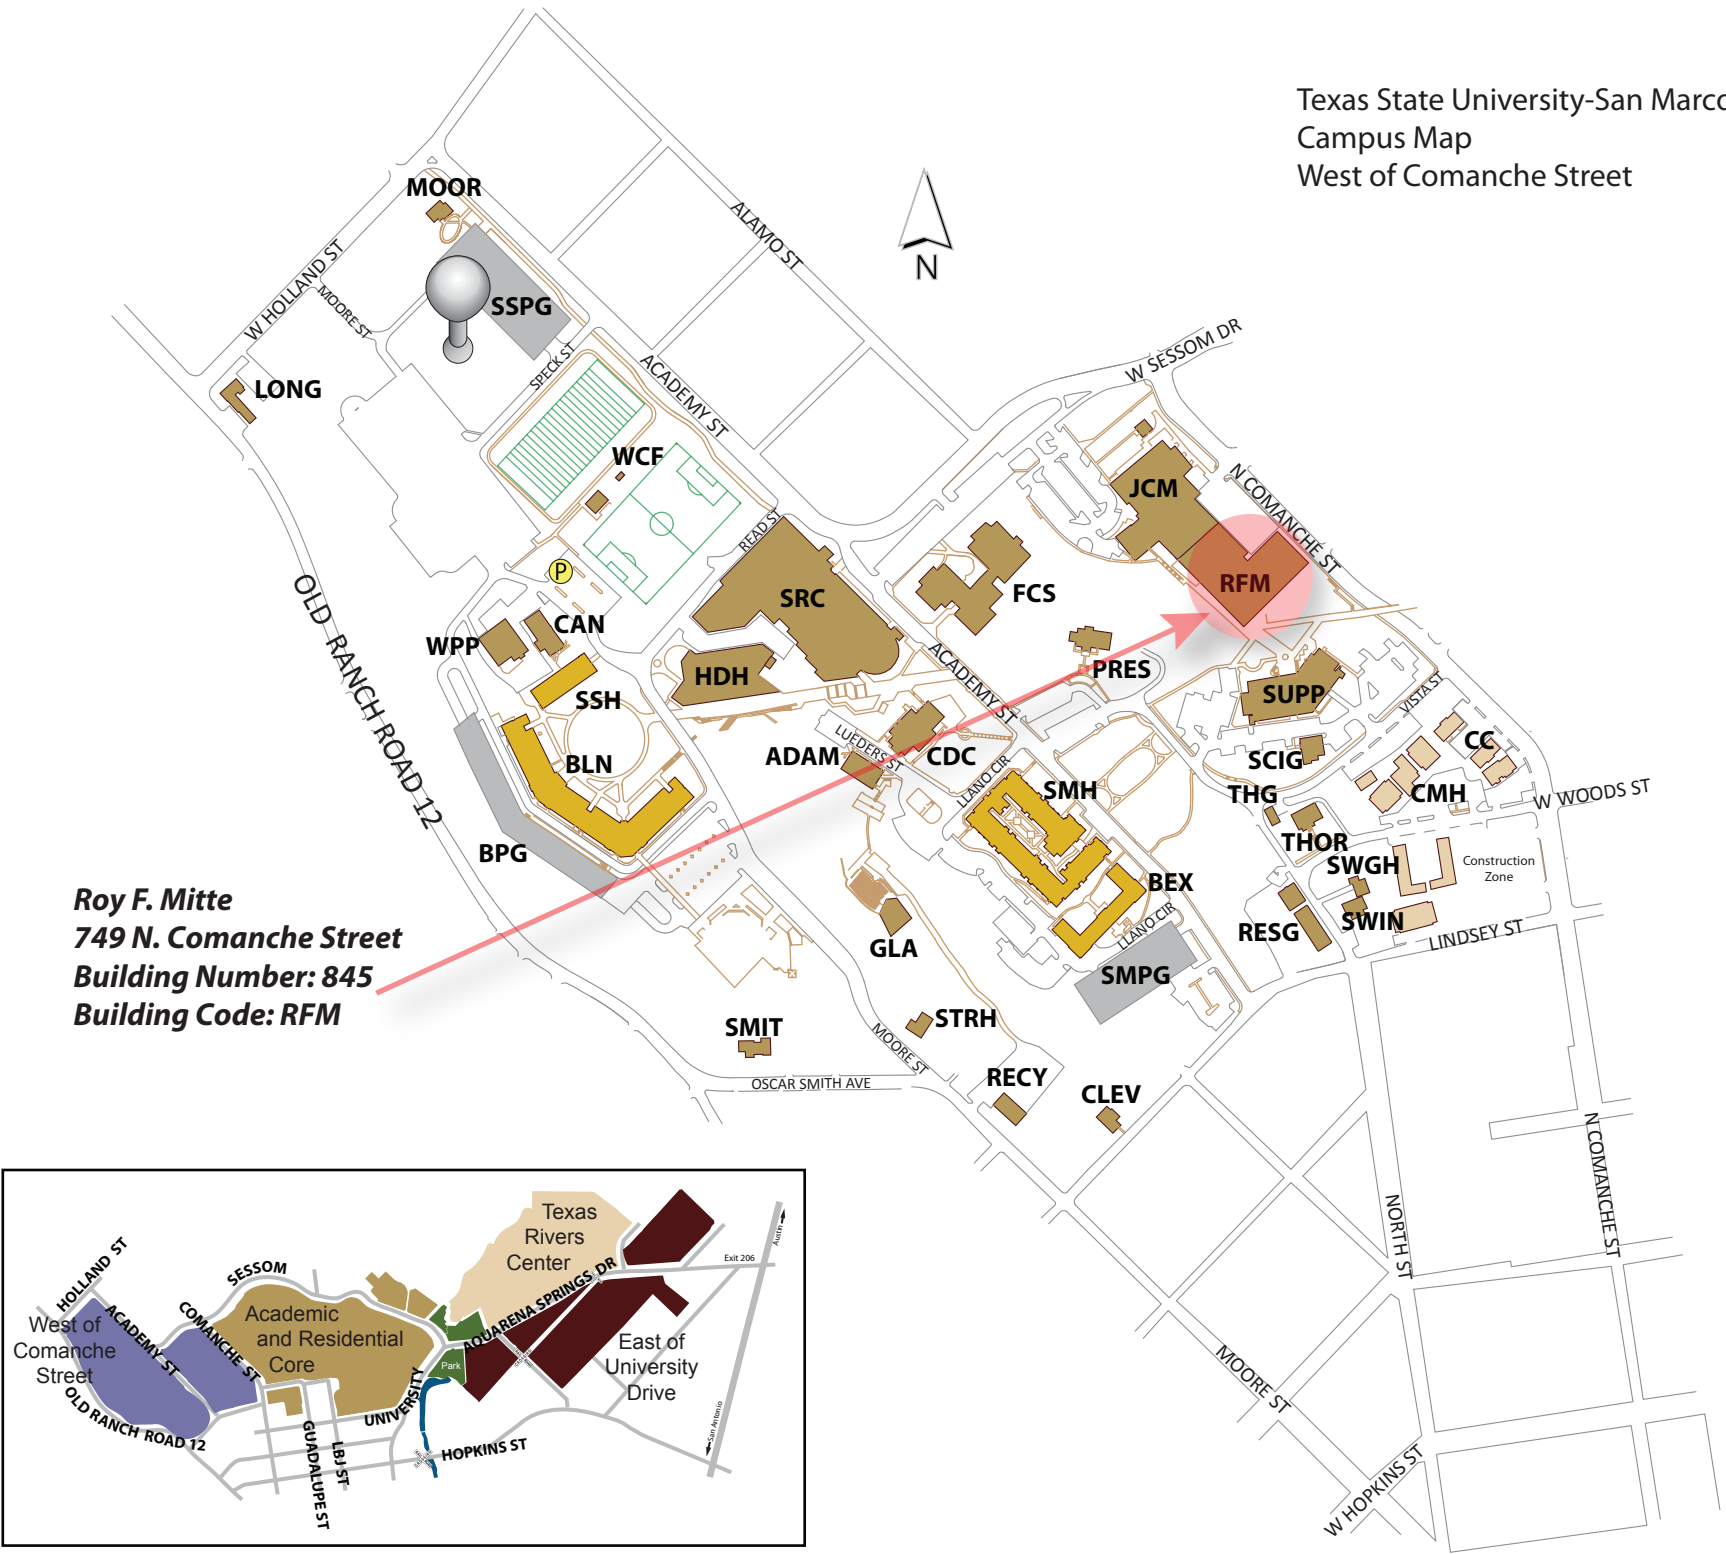 Texas State University-San Marco
Campus Map
West of Comanche Street
MOOR
ALAMO ST
W HOLLAND ST
MOORE ST
N
SSPG
W SESSOM DR
SPECK ST
ACADEMY ST
LONG
WCF
JCM
N COMANCHE ST
READ ST
P
OLD RANCH ROAD 12
SRC
FCS
RFM
CAN
WPP
HDH
ACADEMY ST
PRES
SSH
SUPP
VISTA ST
LUEDERS ST
BLN
ADAM
CDC
LLANO CIR
SMH
SCIG
CC
THG
CMH
W WOODS ST
BPG
THOR
SWGH
Construction
Zone
BEX
Roy F. Mitte
749 N. Comanche Street
Building Number: 845
Building Code: RFM
GLA
LLANO CIR
RESG
SWIN
LINDSEY ST
SMPG
SMIT
STRH
MOORE ST
OSCAR SMITH AVE
RECY
CLEV
N COMANCHE ST
NORTH ST
MOORE ST
W HOPKINS ST
Texas
Rivers
Center
HOLLAND ST
SESSOM
Austin
Exit 206
AQUARENA SPRINGS DR
ACADEMY ST
COMANCHE ST
Academic
and Residential
Core
West of
Comanche
Street
Park
East of
University
Drive
OLD RANCH ROAD 12
UNIVERSITY
GUADALUPE ST
LBJ ST
HOPKINS ST
San Antonio